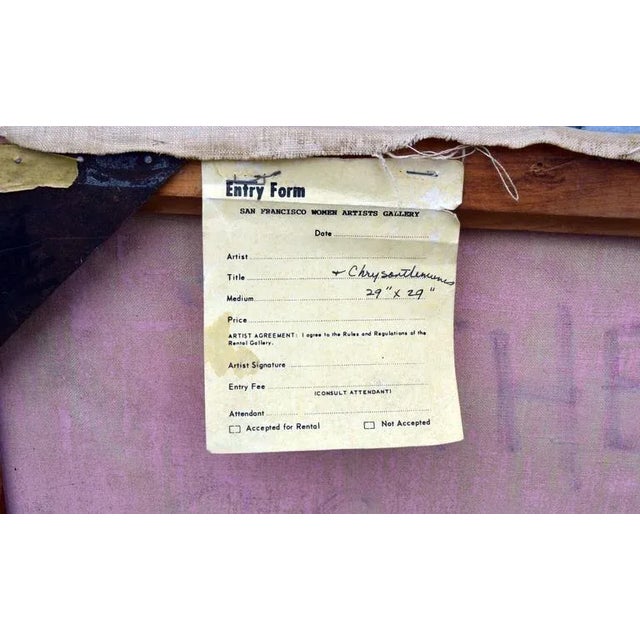 Entry Form
SAN FRANCISCO WOMEN ARTISTS GALLERY
Date
Artist
Title + Chrysanthemums
Medium 29" x 29"
Price
ARTIST AGREEMENT: I agree to the Rules and Regulations of the
Rental Gallery.
Artist Signature
Entry Fee
(CONSULT ATTENDANT)
Attendant
Accepted for Rental Not Accepted
HE